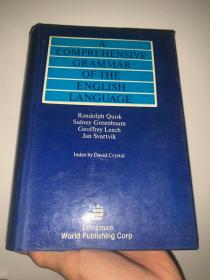 A COMPREHENSIVE
GRAMMAR
OF THE
ENGLISH
LANGUAGE
Randolph Quirk
Sidney Greenbaum
Geoffrey Leech
Jan Svartvik
Index by David Crystal
Longman
World Publishing Corp